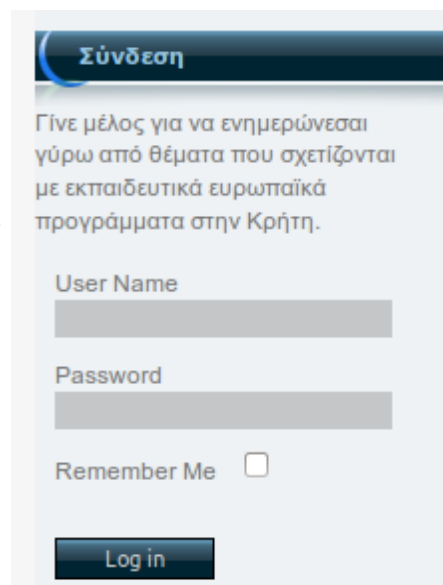 Σύνδεση
Γίνε μέλος για να ενημερώνεσαι
γύρω από θέματα που σχετίζονται
με εκπαιδευτικά ευρωπαϊκά
προγράμματα στην Κρήτη.
User Name
Password
Remember Me
Log in